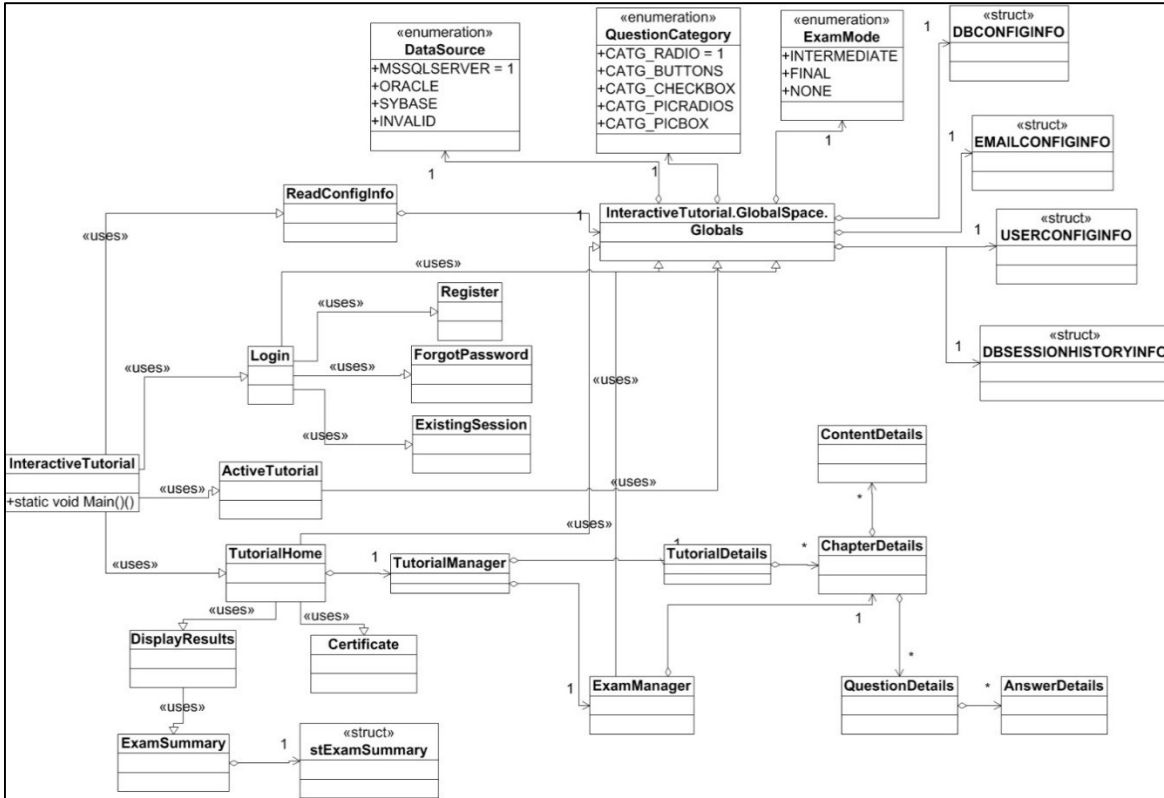 «enumeration»
DataSource
+MSSQLSERVER = 1
+ORACLE
+SYBASE
+INVALID
«enumeration»
QuestionCategory
+CATG_RADIO = 1
+CATG_BUTTONS
+CATG_CHECKBOX
+CATG_PICRADIOS
+CATG_PICBOX
«enumeration»
ExamMode
+INTERMEDIATE
+FINAL
+NONE
«struct»
DBCONFIGINFO
1
«struct»
EMAILCONFIGINFO
1
1
1
1
ReadConfigInfo
1
InteractiveTutorial.GlobalSpace.
Globals
«struct»
USERCONFIGINFO
1
«uses»
«uses»
Register
«uses»
«struct»
DBSESSIONHISTORYINFO
1
Login
ForgotPassword
«uses»
«uses»
«uses»
ExistingSession
«uses»
ContentDetails
InteractiveTutorial
+static void Main()()
ActiveTutorial
«uses»
«uses»
*
«uses»
TutorialHome
«uses»
1
TutorialManager
1
TutorialDetails
*
ChapterDetails
«uses»
«uses»
1
DisplayResults
Certificate
*
1
ExamManager
QuestionDetails
*
AnswerDetails
«uses»
ExamSummary
1
«struct»
stExamSummary